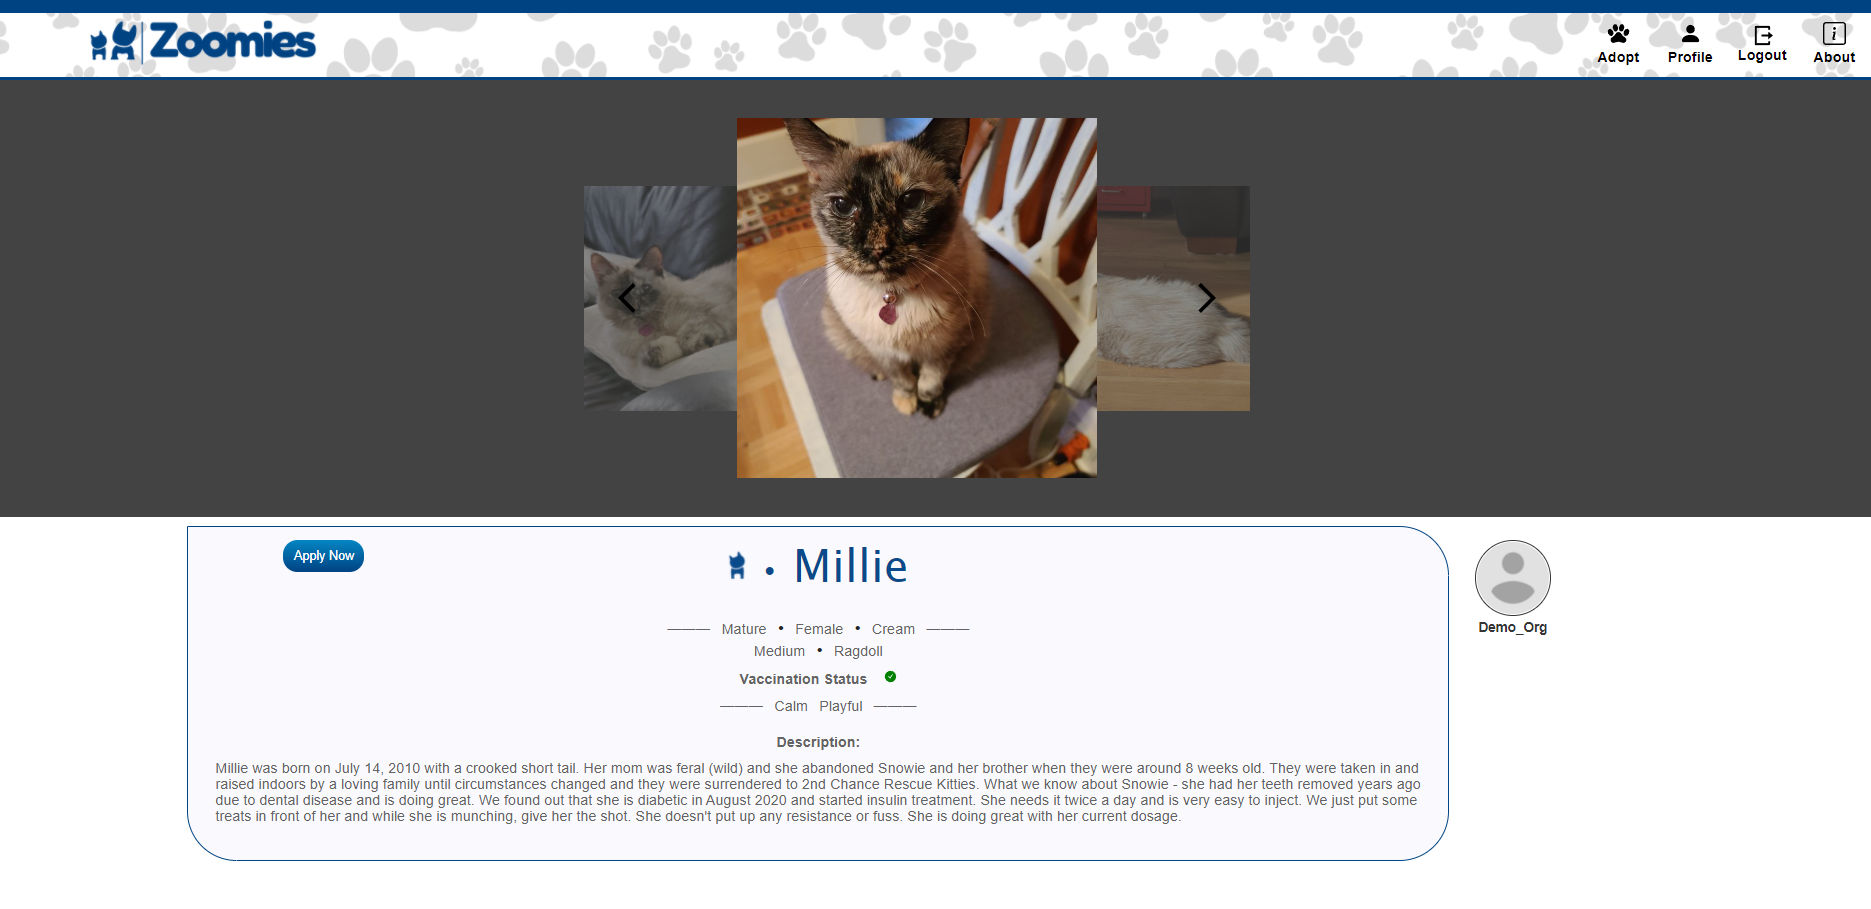 Zoomies
Adopt
Profile
Logout
About
Apply Now
• Millie
Mature • Female • Cream
Medium • Ragdoll
Vaccination Status
Calm Playful
Description:
Millie was born on July 14, 2010 with a crooked short tail. Her mom was feral (wild) and she abandoned Snowie and her brother when they were around 8 weeks old. They were taken in and
raised indoors by a loving family until circumstances changed and they were surrendered to 2nd Chance Rescue Kitties. What we know about Snowie - she had her teeth removed years ago
due to dental disease and is doing great. We found out that she is diabetic in August 2020 and started insulin treatment. She needs it twice a day and is very easy to inject. We just put some
treats in front of her and while she is munching, give her the shot. She doesn't put up any resistance or fuss. She is doing great with her current dosage.
Demo_Org